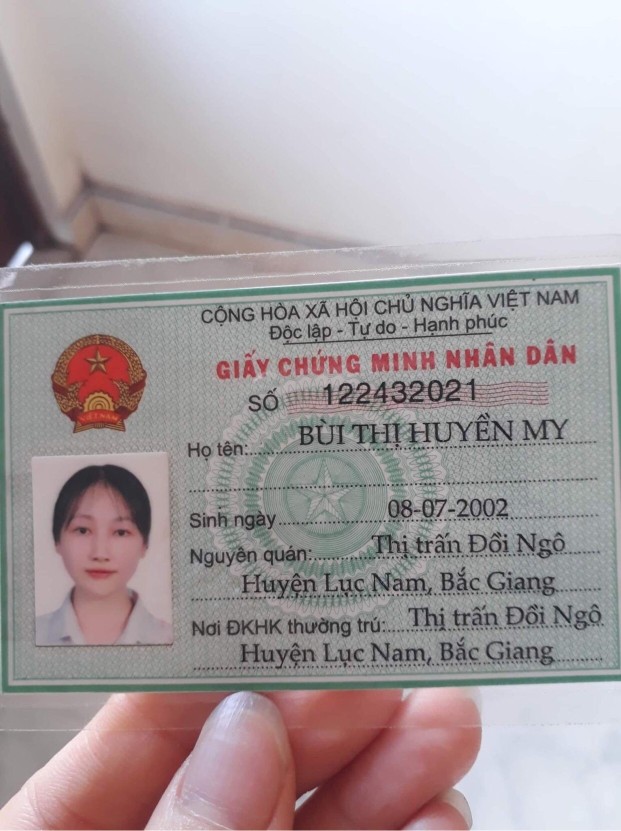 CỘNG HÒA XÃ HỘI CHỦ NGHĨA VIỆT NAM
Độc lập - Tự do - Hạnh phúc
GIẤY CHỨNG MINH NHÂN DÂN
SỐ 122432021
Họ tên: BÙI THỊ HUYỀN MY
Sinh ngày 08-07-2002
Nguyên quán: Thị trấn Đồi Ngô
Huyện Lục Nam, Bắc Giang
Nơi ĐKHK thường trú: Thị trấn Đồi Ngô
Huyện Lục Nam, Bắc Giang
VIỆT NAM